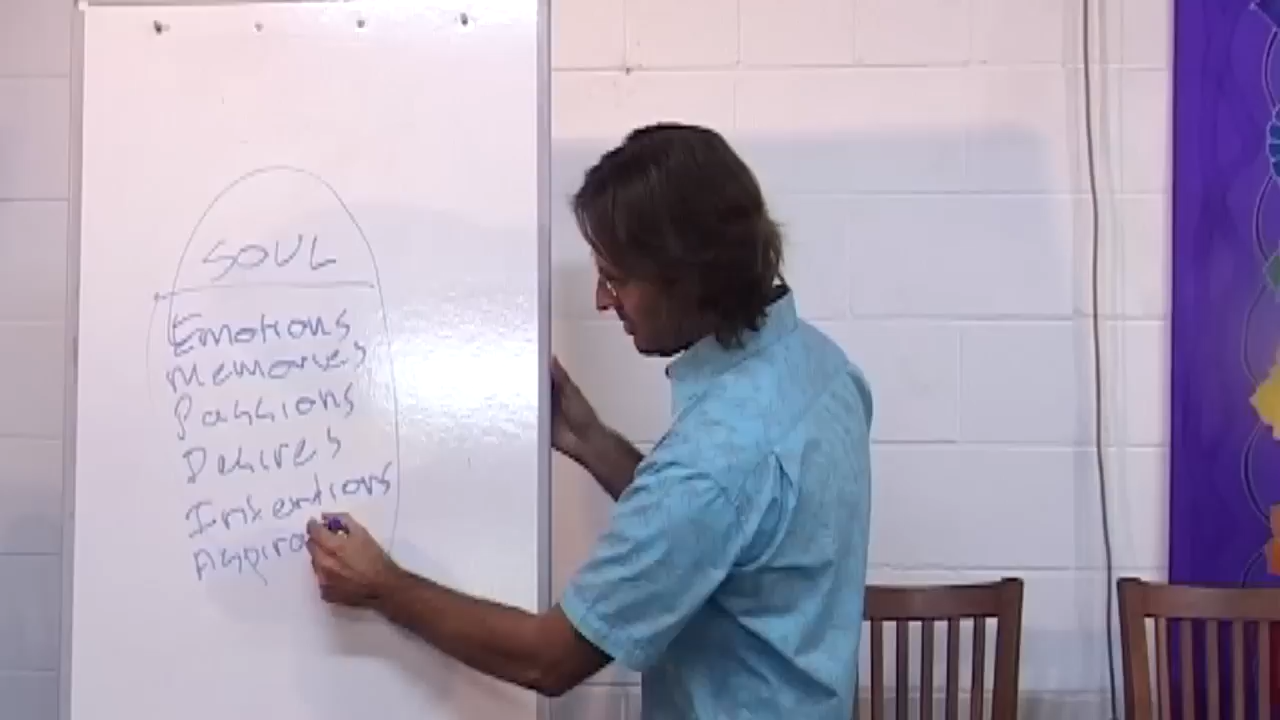 SOUL
Emotions
Memories
Passions
Desires
Intentions
Aspira